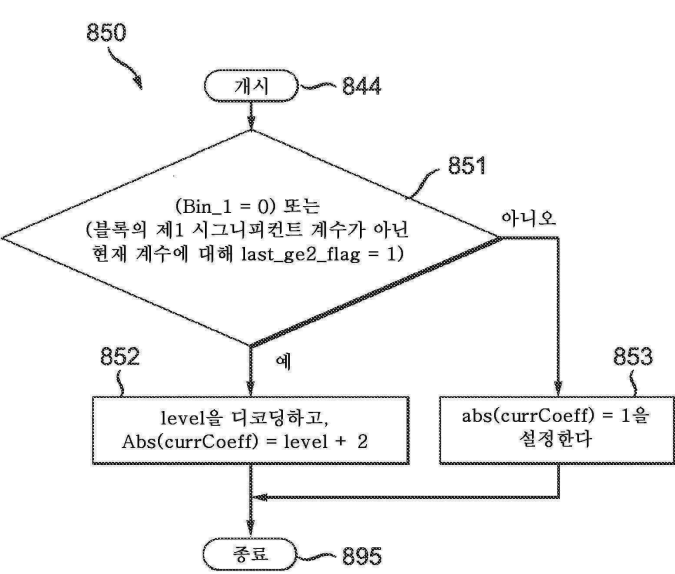 850
개시
844
851
(Bin_1 = 0) 또는
(블록의 제1 시그니피컨트 계수가 아닌
현재 계수에 대해 last_ge2_flag = 1)
아니오
예
852
853
level을 디코딩하고,
Abs(currCoeff) = level + 2
abs(currCoeff) = 1을
설정한다
종료
895